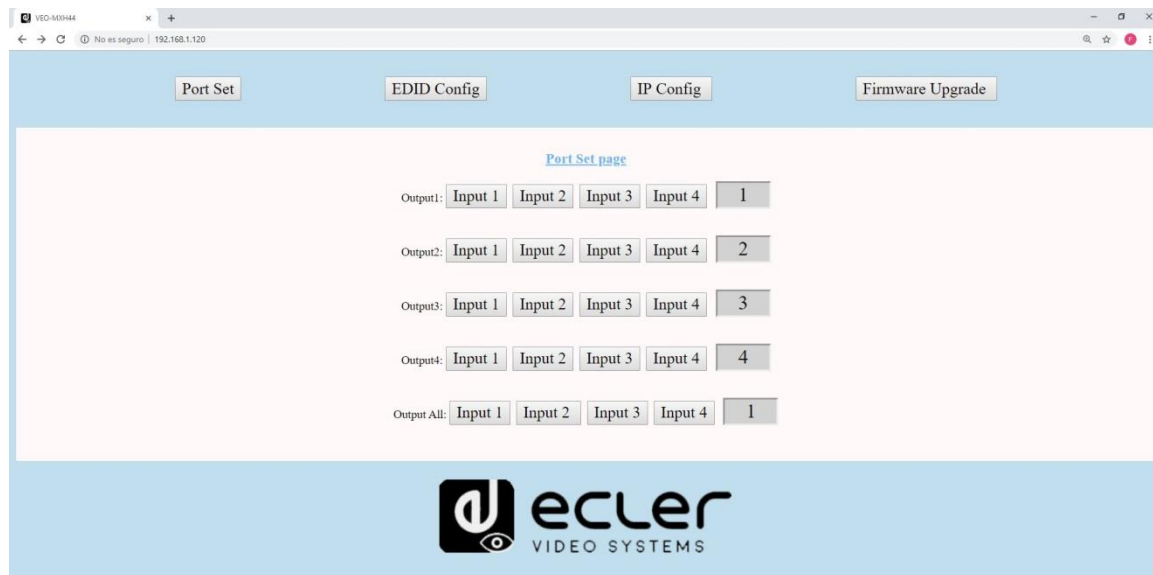 VEO-MXH44
No es seguro | 192.168.1.120
Port Set EDID Config IP Config Firmware Upgrade
Port Set page
Output1: Input 1 Input 2 Input 3 Input 4 1
Output2: Input 1 Input 2 Input 3 Input 4 2
Output3: Input 1 Input 2 Input 3 Input 4 3
Output4: Input 1 Input 2 Input 3 Input 4 4
Output All: Input 1 Input 2 Input 3 Input 4 1
ecler
VIDEO SYSTEMS